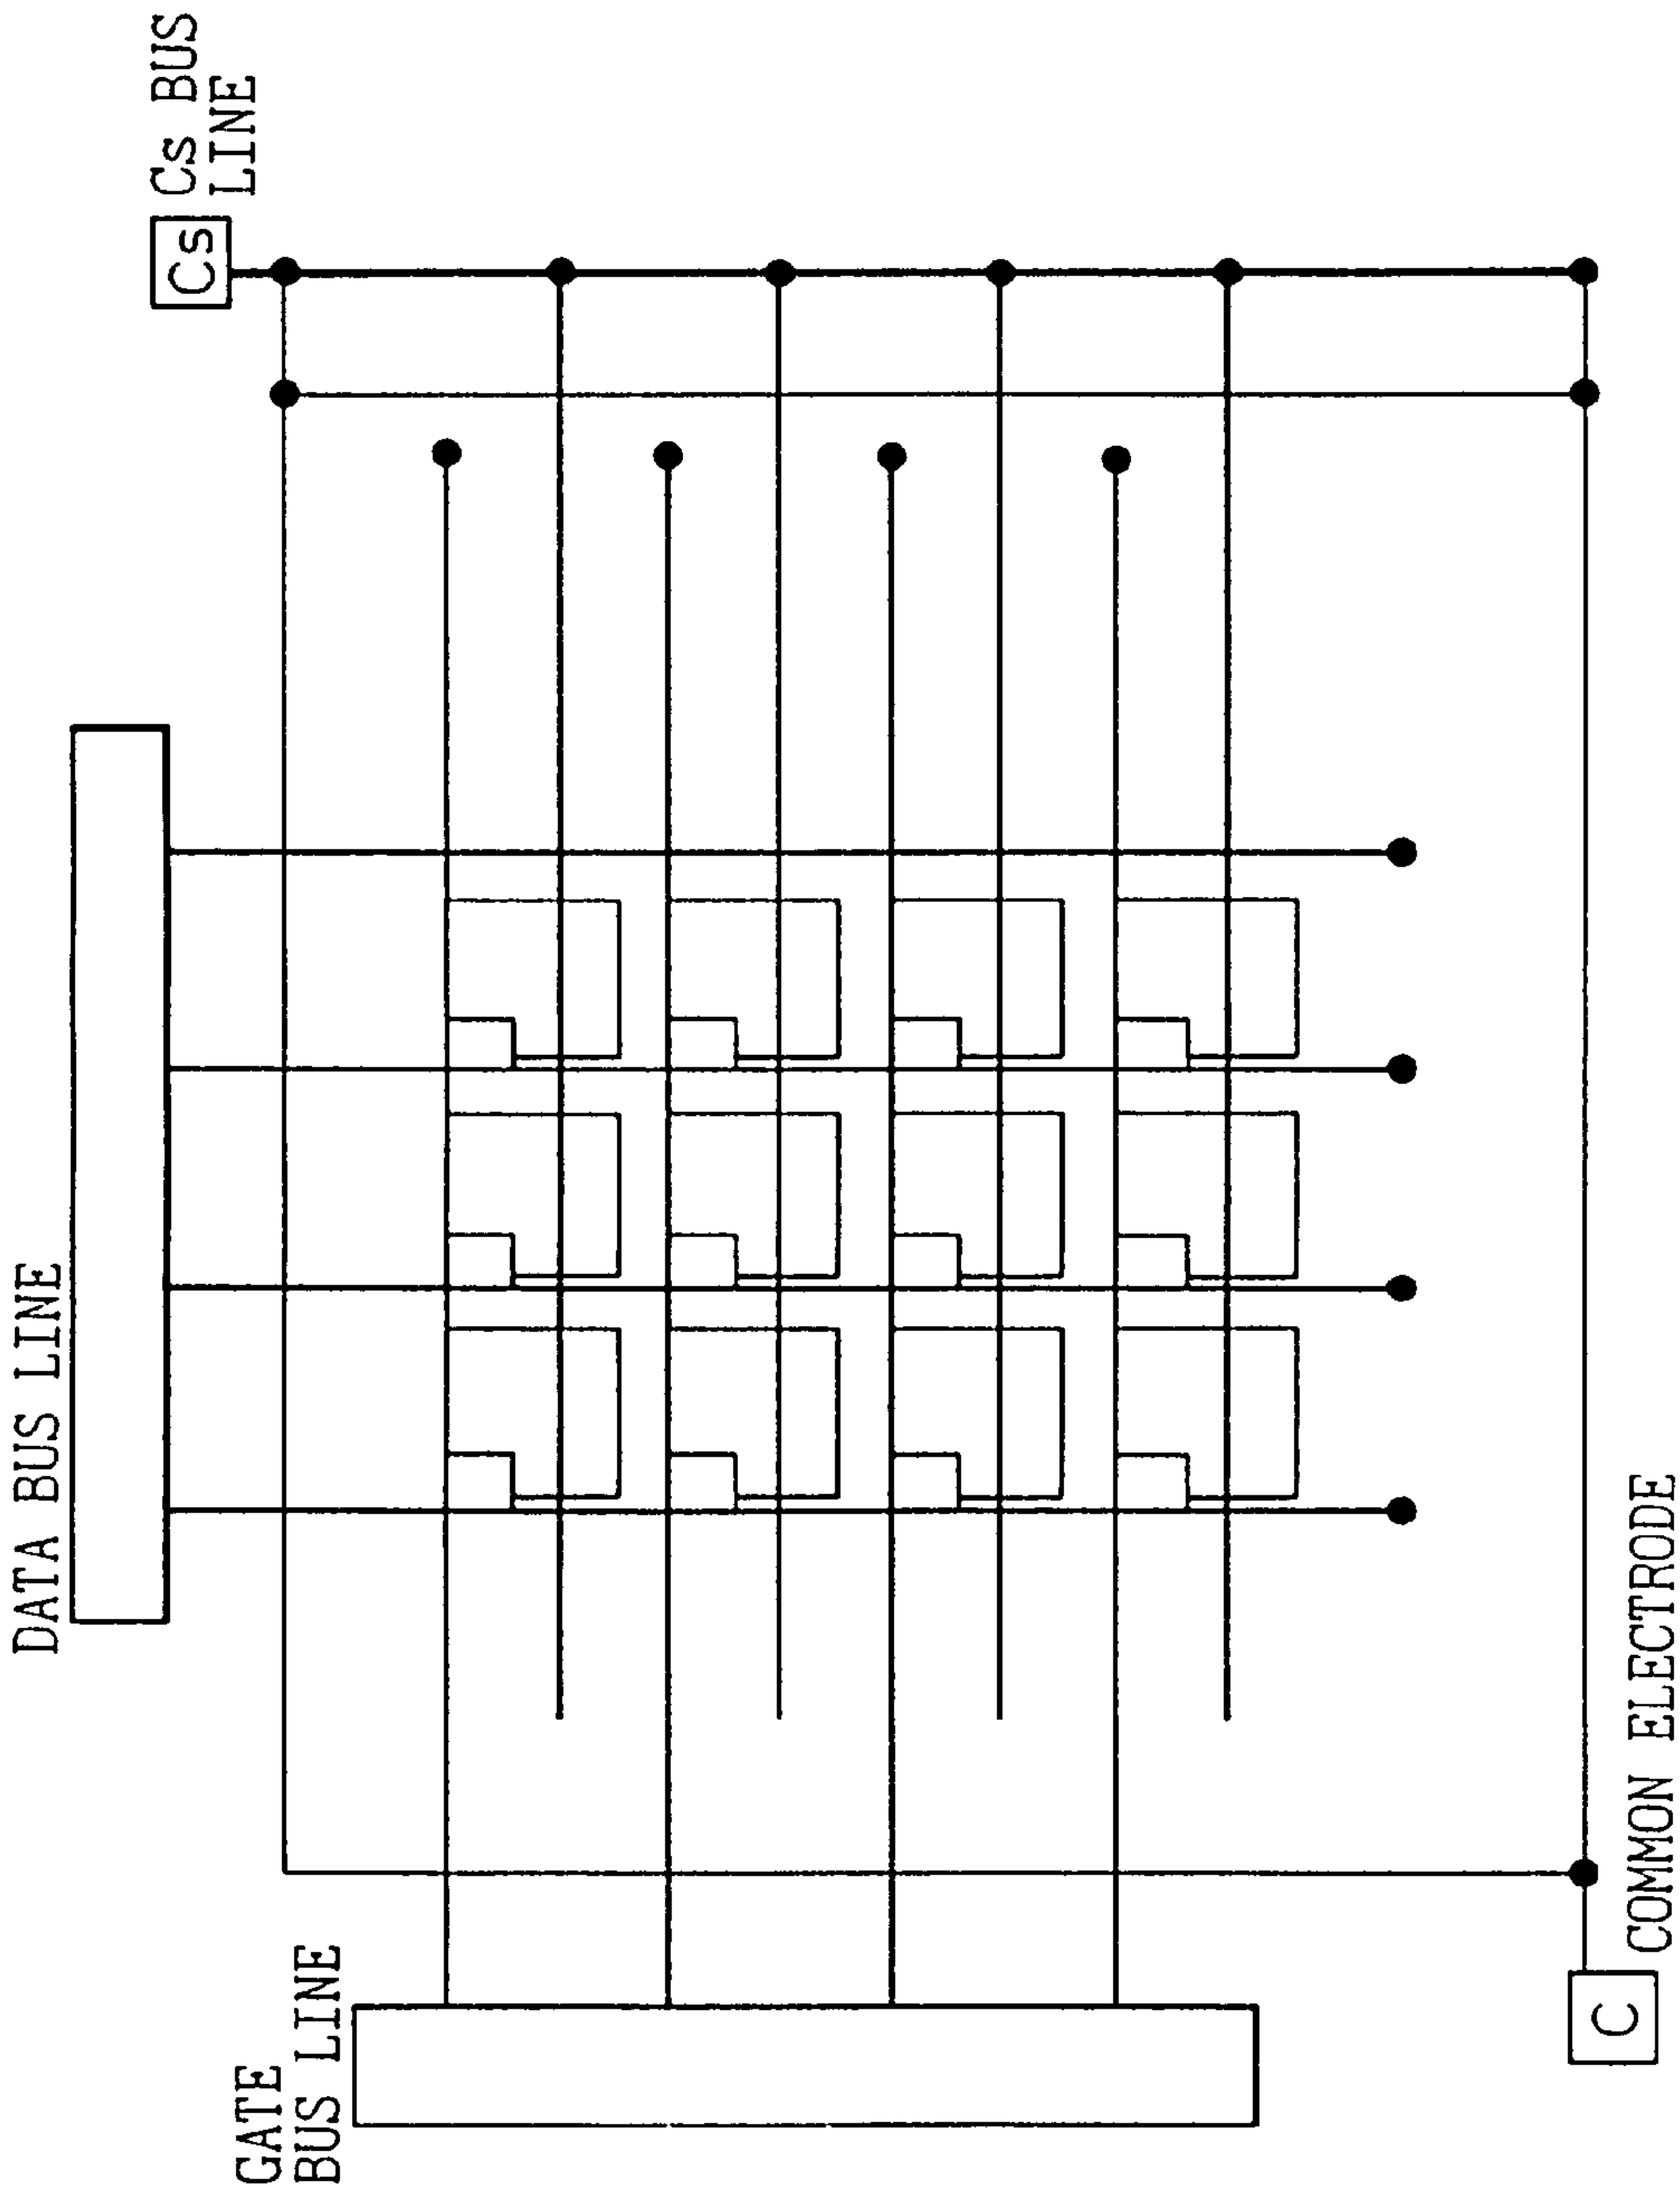 DATA BUS LINE
Cs
Cs BUS
LINE
GATE
BUS LINE
C
COMMON ELECTRODE